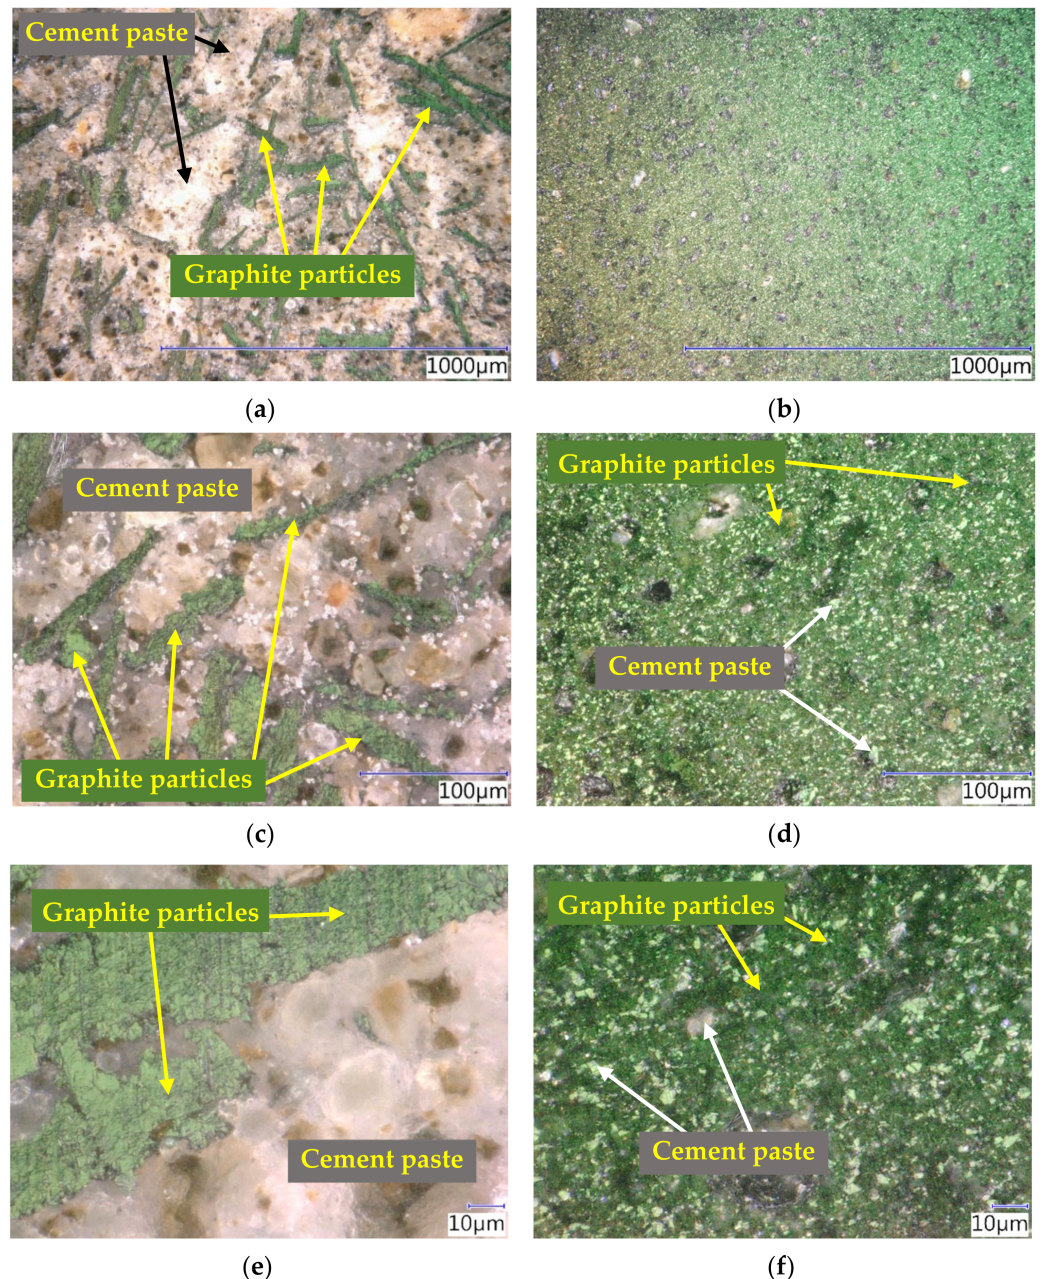 Cement paste
Graphite particles
1000µm
1000µm
(a)
(b)
Cement paste
Graphite particles
100µm
Graphite particles
Cement paste
100µm
(c)
(d)
Graphite particles
Cement paste
10µm
Graphite particles
Cement paste
10µm
(e)
(f)